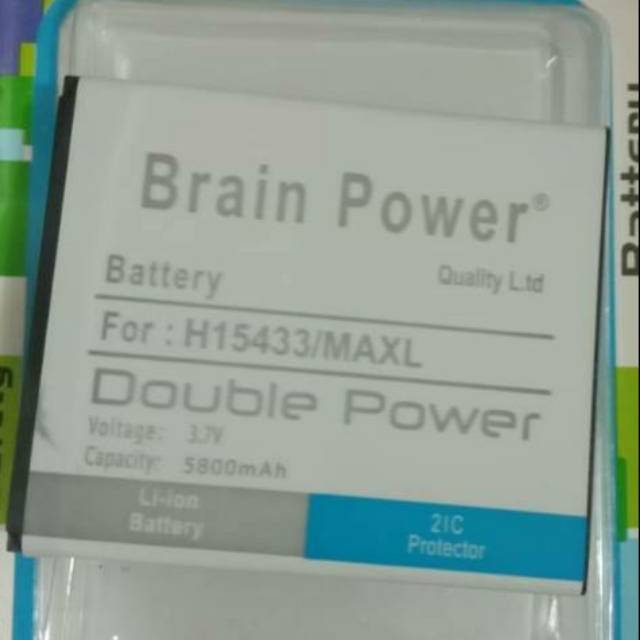 Brain Power®
Battery Quality L.td
For : H15433/MAXL
Double Power
Voltage: 3.7V
Capacity: 5800mAh
Li-ion
Battery
2IC
Protector
Battery